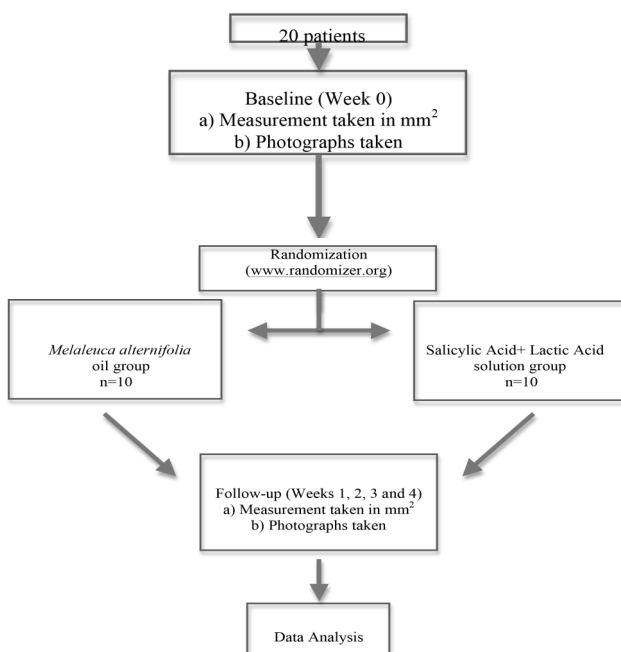 20 patients
Baseline (Week 0)
a) Measurement taken in mm²
b) Photographs taken
Randomization
(www.randomizer.org)
Melaleuca alternifolia
oil group
n=10
Salicylic Acid+ Lactic Acid
solution group
n=10
Follow-up (Weeks 1, 2, 3 and 4)
a) Measurement taken in mm²
b) Photographs taken
Data Analysis